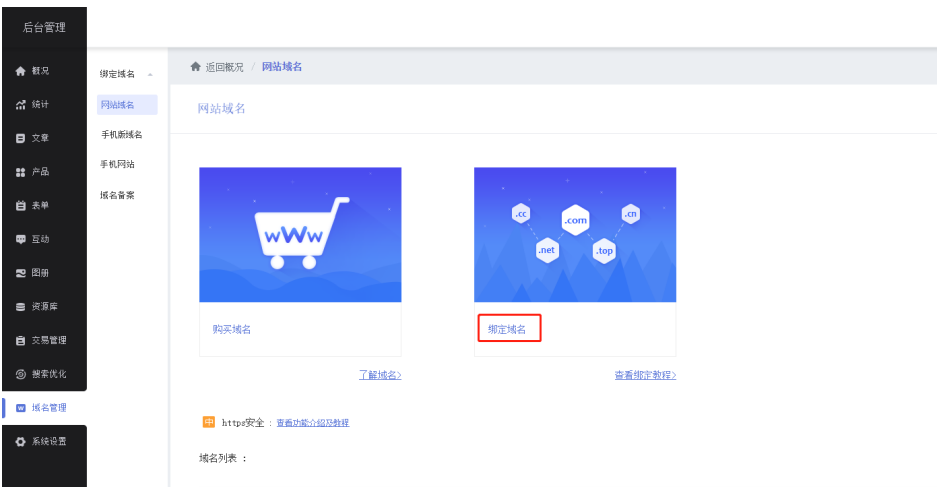 后台管理
概况
统计
文章
产品
表单
互动
图册
资源库
交易管理
搜索优化
域名管理
系统设置
绑定域名
网站域名
手机版域名
手机网站
域名备案
返回概况 / 网站域名
网站域名
www
.cc
.com
.cn
.net
.top
购买域名
绑定域名
了解域名>
查看绑定教程>
中 https安全 : 查看功能介绍及教程
域名列表 :